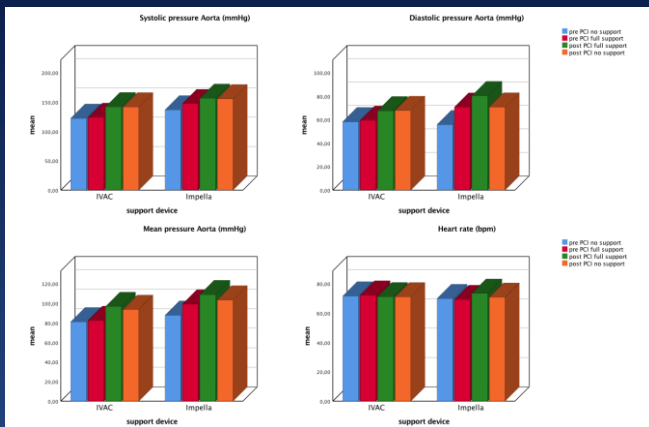 Systolic pressure Aorta (mmHg)
mean
200,00
150,00
100,00
50,00
0,00
IVAC
Impella
support device
Diastolic pressure Aorta (mmHg)
mean
100,00
80,00
60,00
40,00
20,00
0,00
IVAC
Impella
support device
pre PCI no support
pre PCI full support
post PCI full support
post PCI no support
Mean pressure Aorta (mmHg)
mean
120,00
100,00
80,00
60,00
40,00
20,00
0,00
IVAC
Impella
support device
Heart rate (bpm)
mean
80,00
60,00
40,00
20,00
0,00
IVAC
Impella
support device
pre PCI no support
pre PCI full support
post PCI full support
post PCI no support